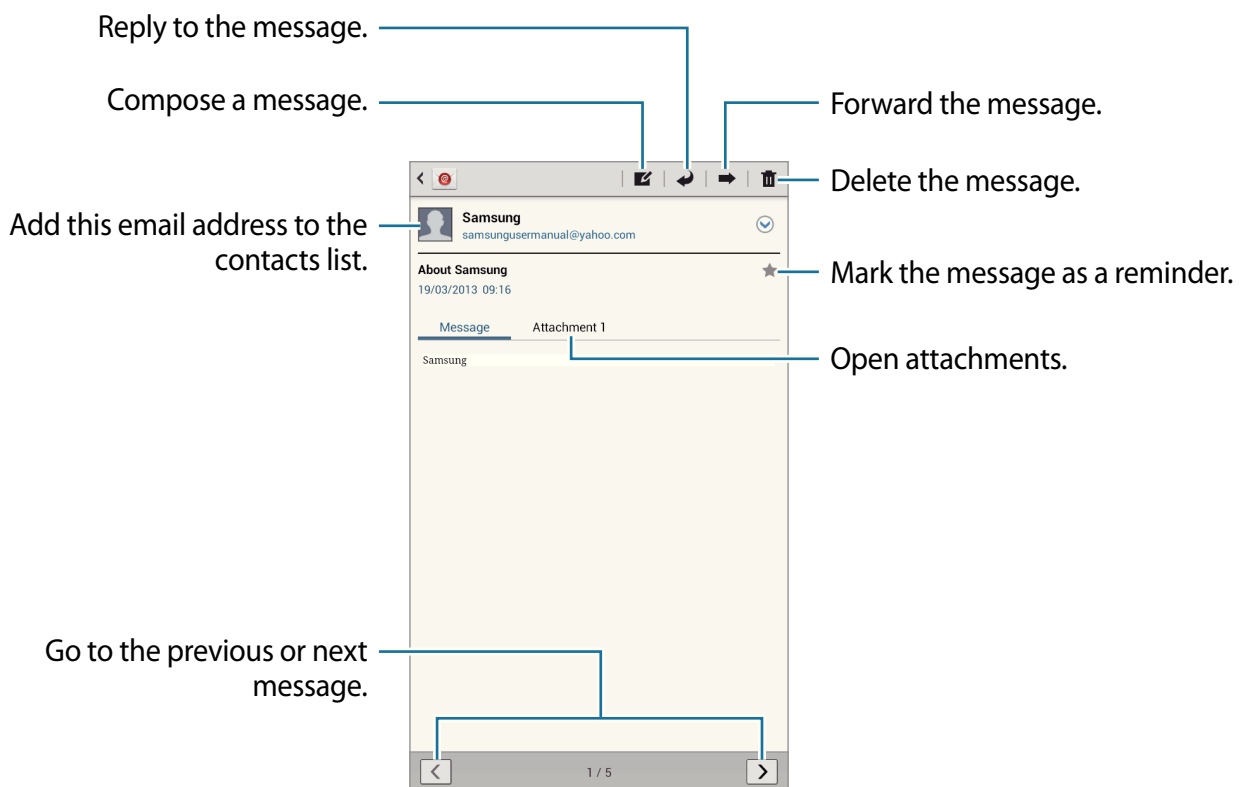 Reply to the message.
Compose a message.
Forward the message.
Delete the message.
Add this email address to the
contacts list.
Samsung
samsungusermanual@yahoo.com
About Samsung
19/03/2013 09:16
Mark the message as a reminder.
Message
Attachment 1
Open attachments.
Samsung
Go to the previous or next
message.
1 / 5